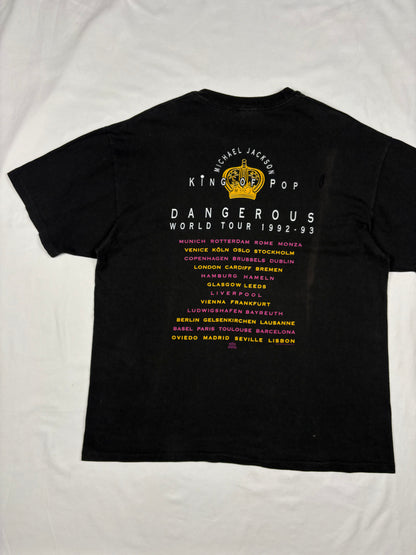 MICHAEL JACKSON
KiNG OF POP
DANGEROUS
WORLD TOUR 1992-93
MUNICH ROTTERDAM ROME MONZA
VENICE KÖLN OSLO STOCKHOLM
COPENHAGEN BRUSSELS DUBLIN
LONDON CARDIFF BREMEN
HAMBURG HAMELN
GLASGOW LEEDS
LIVERPOOL
VIENNA FRANKFURT
LUDWIGSHAFEN BAYREUTH
BERLIN GELSENKIRCHEN LAUSANNE
BASEL PARIS TOULOUSE BARCELONA
OVIEDO MADRID SEVILLE LISBON